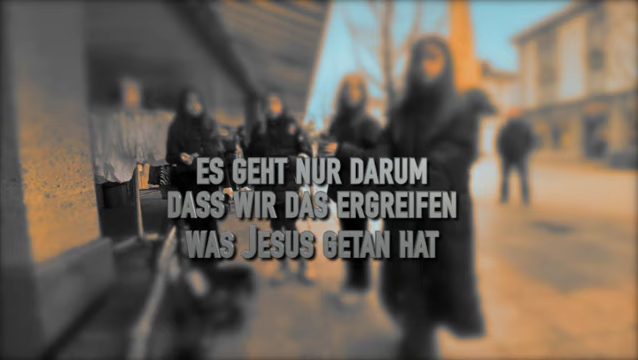 ES GEHT NUR DARUM
DASS WIR DAS ERGREIFEN
WAS JESUS GETAN HAT